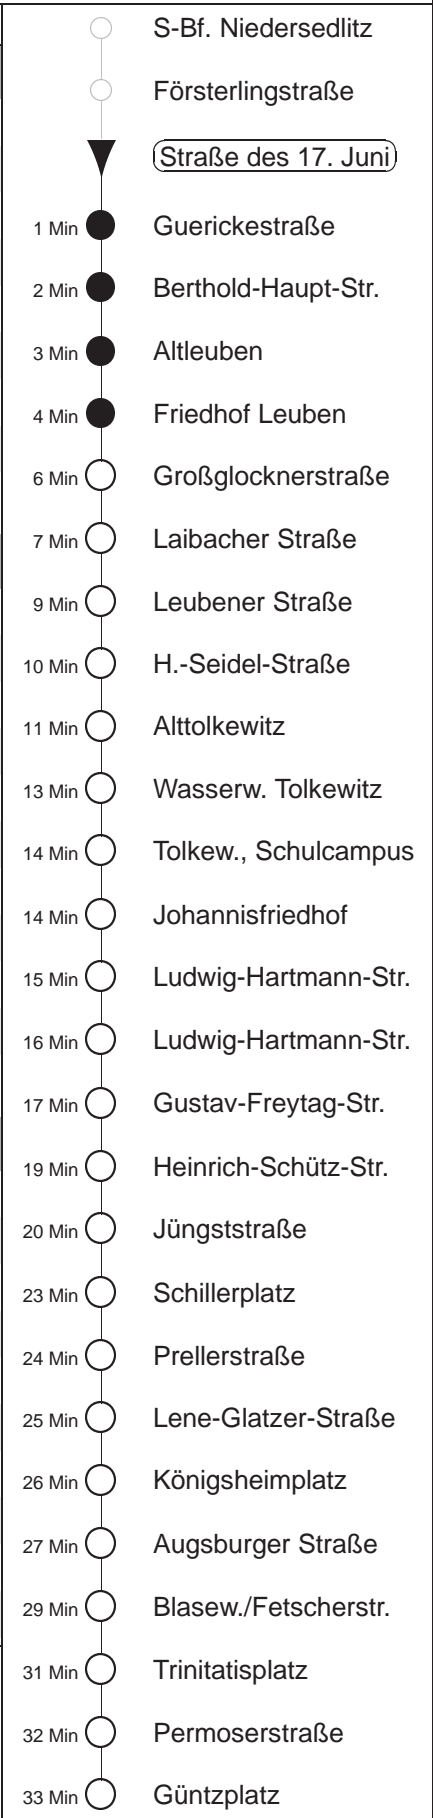 S-Bf. Niedersedlitz
Försterlingstraße
Straße des 17. Juni
1 Min Guerickestraße
2 Min Berthold-Haupt-Str.
3 Min Altleuben
4 Min Friedhof Leuben
6 Min Großglocknerstraße
7 Min Laibacher Straße
9 Min Leubener Straße
10 Min H.-Seidel-Straße
11 Min Alttolkewitz
13 Min Wasserw. Tolkewitz
14 Min Tolkew., Schulcampus
14 Min Johannisfriedhof
15 Min Ludwig-Hartmann-Str.
16 Min Ludwig-Hartmann-Str.
17 Min Gustav-Freytag-Str.
19 Min Heinrich-Schütz-Str.
20 Min Jüngststraße
23 Min Schillerplatz
24 Min Prellerstraße
25 Min Lene-Glatzer-Straße
26 Min Königsheimplatz
27 Min Augsburger Straße
29 Min Blasew./Fetscherstr.
31 Min Trinitatisplatz
32 Min Permoserstraße
33 Min Güntzplatz